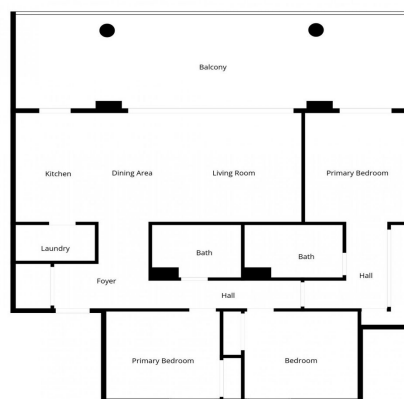 Balcony
Kitchen
Dining Area
Living Room
Primary Bedroom
Laundry
Bath
Bath
Foyer
Hall
Hall
Primary Bedroom
Bedroom